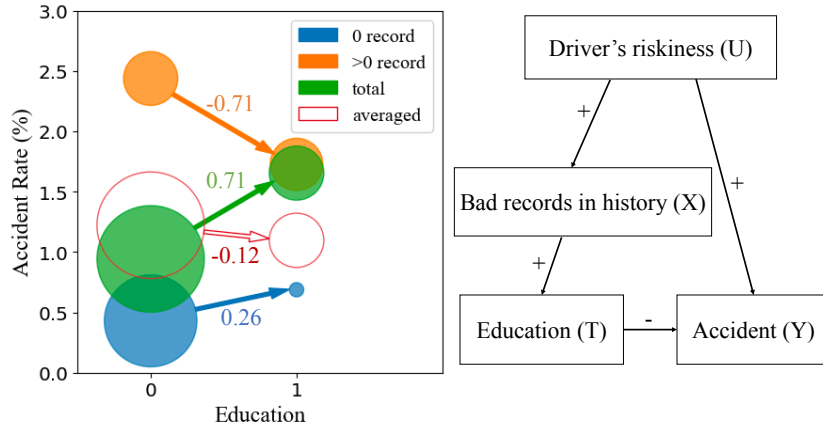 3.0
2.5
2.0
1.5
1.0
0.5
0.0
Accident Rate (%)
0
1
Education
0 record
>0 record
total
averaged
-0.71
0.71
-0.12
0.26
Driver's riskiness (U)
+
+
Bad records in history (X)
+
Education (T)
-
Accident (Y)